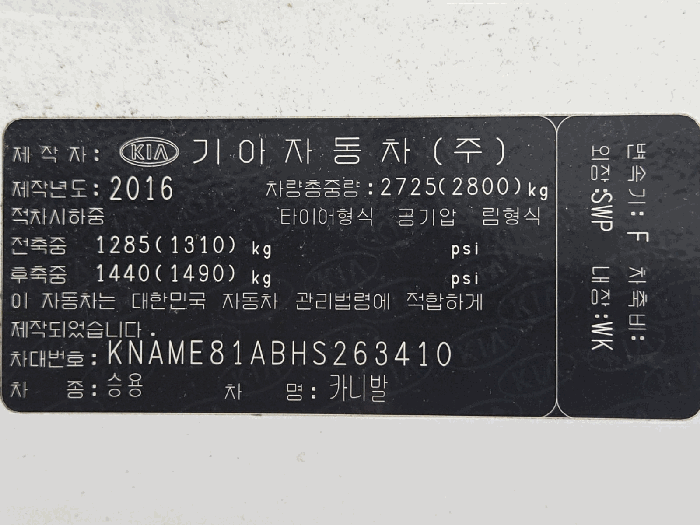 제작자: KIA 기아자동차(주)
제작년도: 2016 차량총중량: 2725(2800)kg
적차시하중 타이어형식 공기압 림형식
전축중 1285(1310) kg psi
후축중 1440(1490) kg psi
이 자동차는 대한민국 자동차 관리법령에 적합하게
제작되었습니다.
차대번호: KNAME81ABHS263410
차 종: 승용 차 명: 카니발
변속기: F 차축비:
외장: SWP 내장: WK